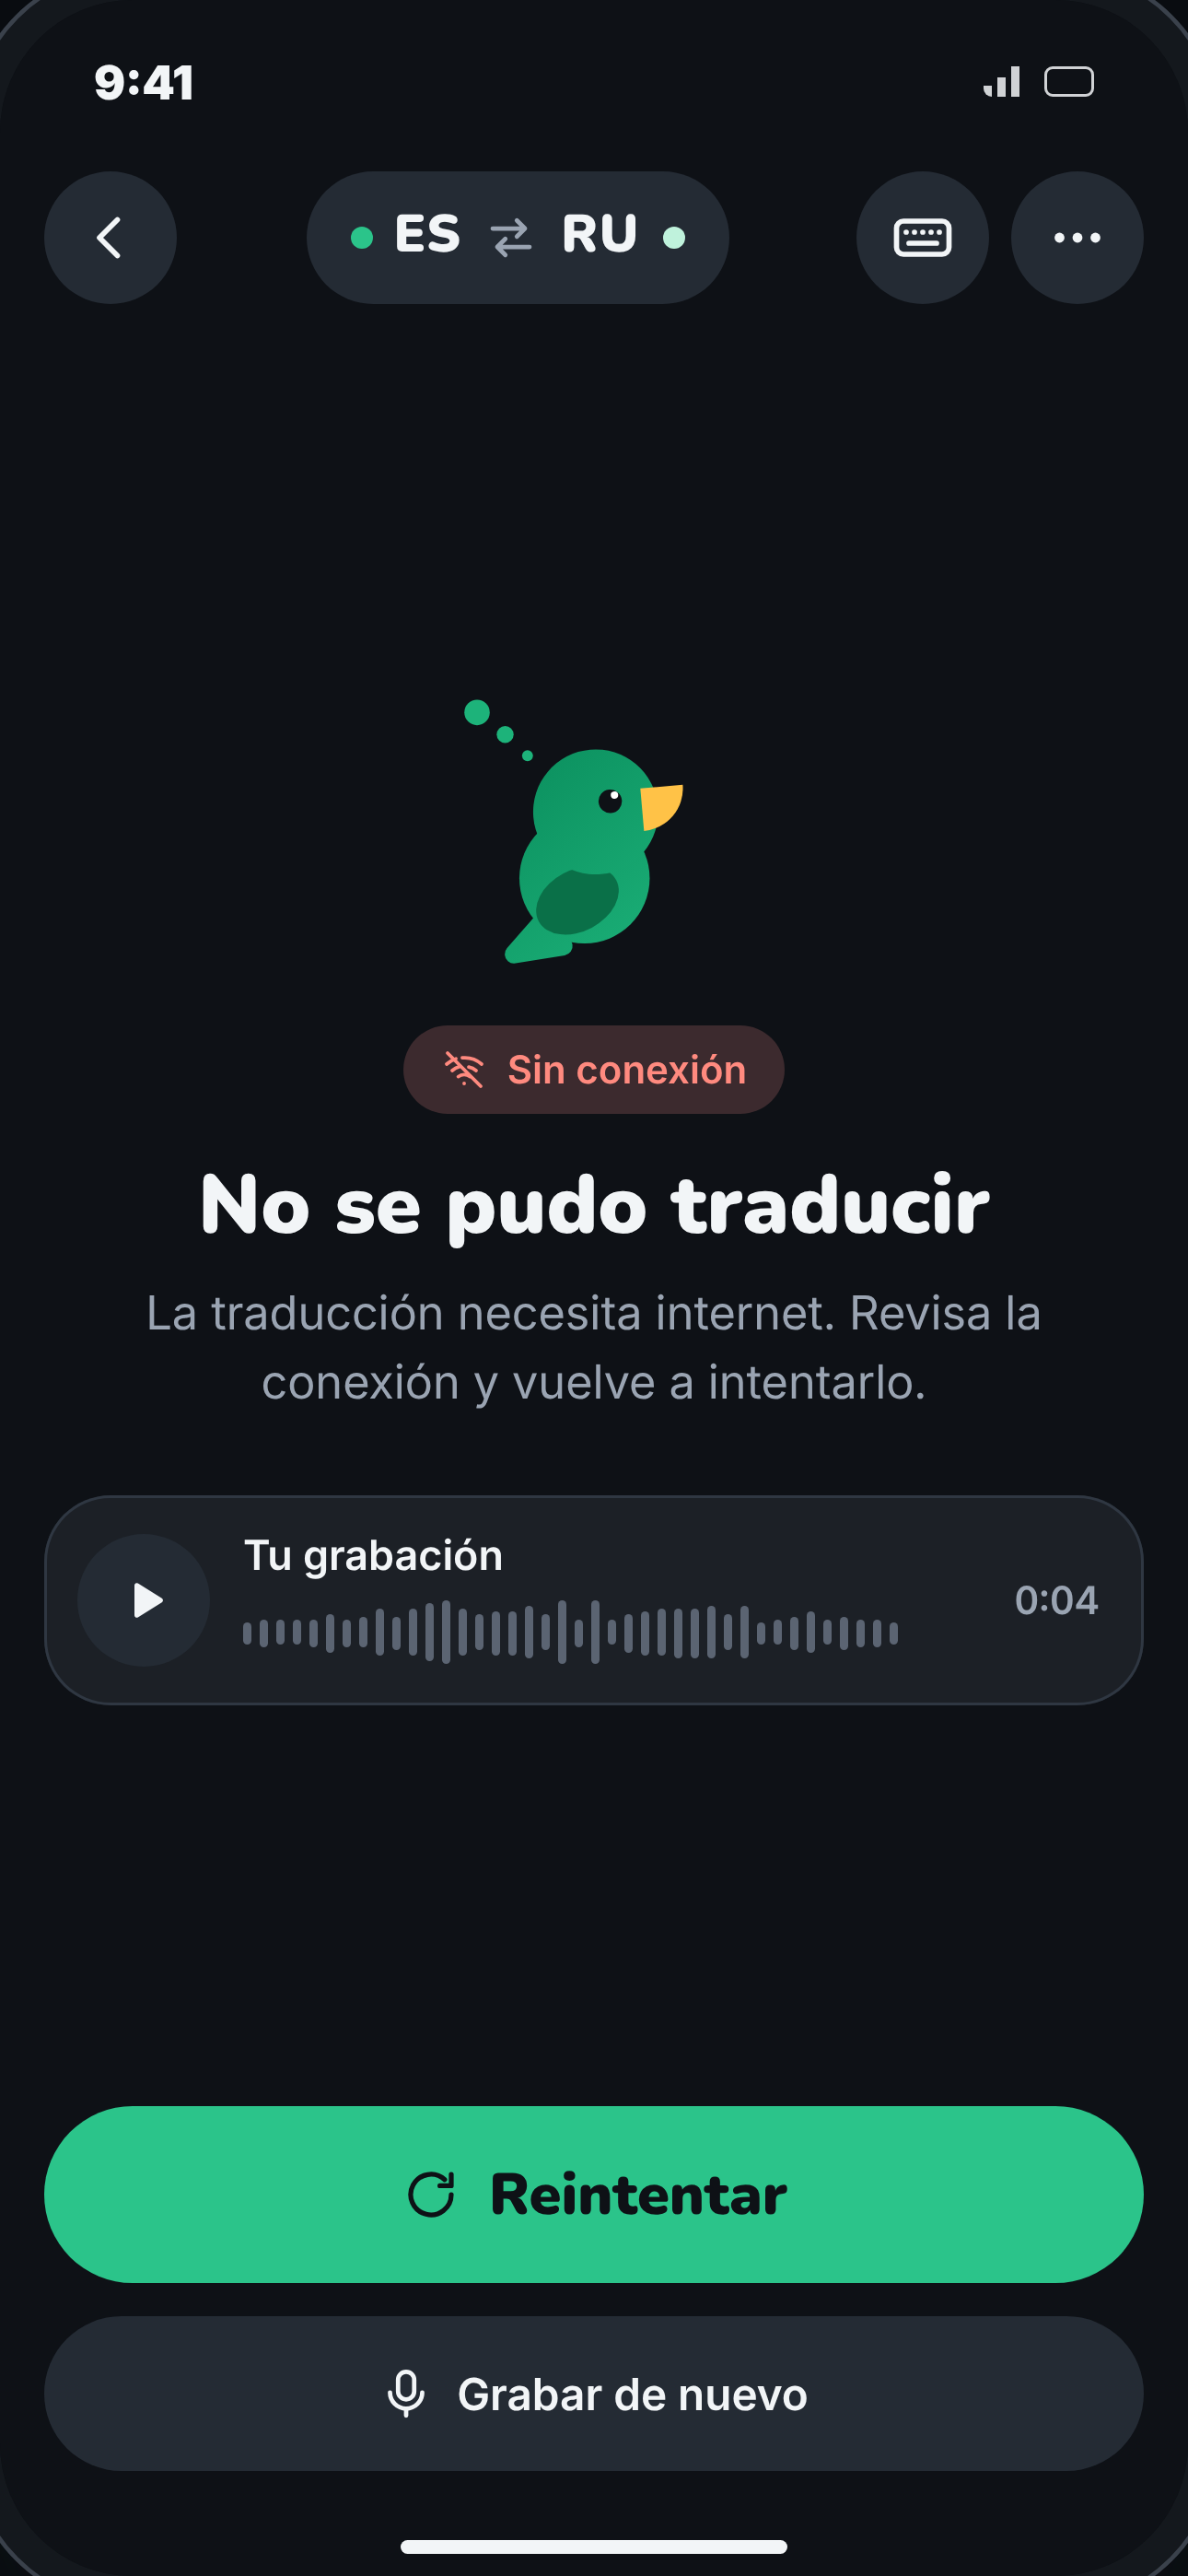 9:41
ES RU
Sin conexión
No se pudo traducir
La traducción necesita internet. Revisa la
conexión y vuelve a intentarlo.
Tu grabación
0:04
Reintentar
Grabar de nuevo